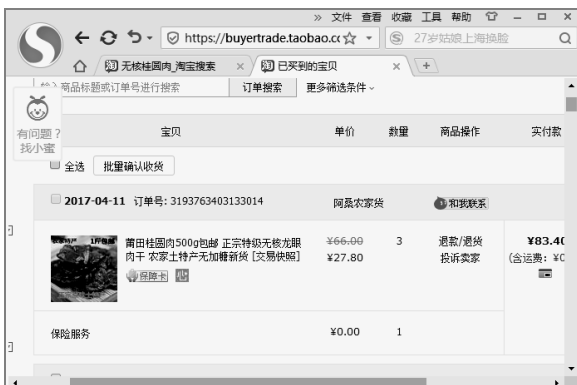 » 文件 查看 收藏 工具 帮助
https://buyertrade.taobao.cc
27岁姑娘上海换脸
无核桂圆肉_淘宝搜索 ×
已买到的宝贝 ×
输入商品标题或订单号进行搜索 订单搜索 更多筛选条件
有问题?
找小蜜
宝贝 单价 数量 商品操作 实付款
全选 批量确认收货
2017-04-11 订单号: 3193763403133014 阿桑农家货 和我联系
莆田桂圆肉500g包邮 正宗特级无核龙眼
肉干 农家土特产无加糖新货 [交易快照]
保障卡
¥66.00 3 退款/退货 ¥83.40
¥27.80 投诉卖家 (含运费: ¥0
保险服务 ¥0.00 1